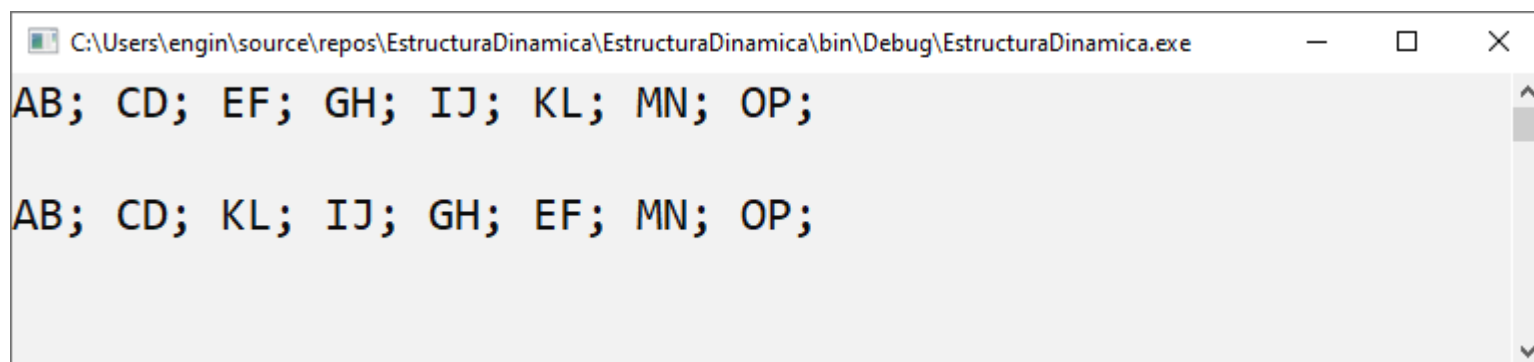 C:\Users\engin\source\repos\EstructuraDinamica\EstructuraDinamica\bin\Debug\EstructuraDinamica.exe
AB; CD; EF; GH; IJ; KL; MN; OP;
AB; CD; KL; IJ; GH; EF; MN; OP;